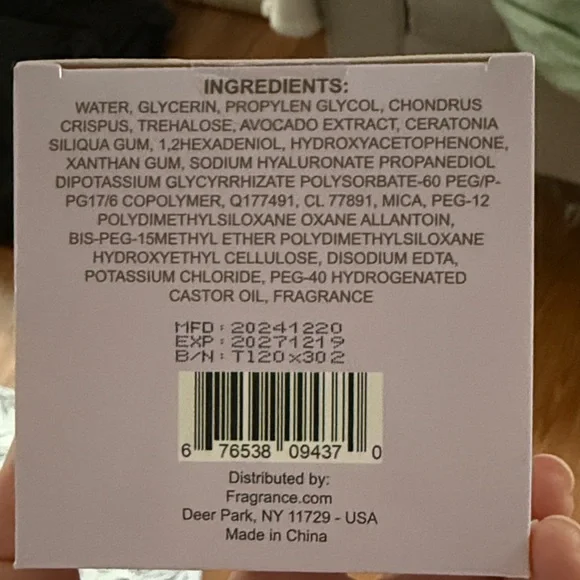 INGREDIENTS:
WATER, GLYCERIN, PROPYLEN GLYCOL, CHONDRUS
CRISPUS, TREHALOSE, AVOCADO EXTRACT, CERATONIA
SILIQUA GUM, 1,2HEXADENIOL, HYDROXYACETOPHENONE,
XANTHAN GUM, SODIUM HYALURONATE PROPANEDIOL
DIPOTASSIUM GLYCYRRHIZATE POLYSORBATE-60 PEG/P-
PG17/6 COPOLYMER, Q177491, CL 77891, MICA, PEG-12
POLYDIMETHYLSILOXANE OXANE ALLANTOIN,
BIS-PEG-15METHYL ETHER POLYDIMETHYLSILOXANE
HYDROXYETHYL CELLULOSE, DISODIUM EDTA,
POTASSIUM CHLORIDE, PEG-40 HYDROGENATED
CASTOR OIL, FRAGRANCE
MFD: 20241220
EXP: 20271219
B/N: T120x302
6 76538 09437 0
Distributed by:
Fragrance.com
Deer Park, NY 11729 - USA
Made in China